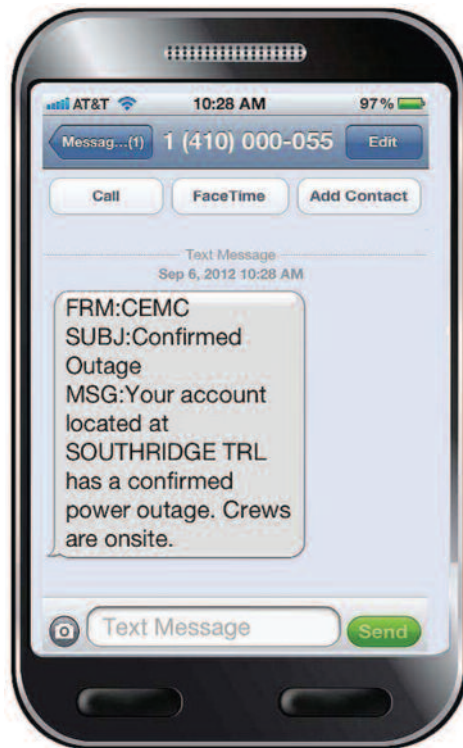 AT&T 10:28 AM 97%
Messag...(1) 1 (410) 000-055 Edit
Call FaceTime Add Contact
Text Message
Sep 6, 2012 10:28 AM
FRM:CEMC
SUBJ:Confirmed
Outage
MSG:Your account
located at
SOUTHRIDGE TRL
has a confirmed
power outage. Crews
are onsite.
Text Message Send